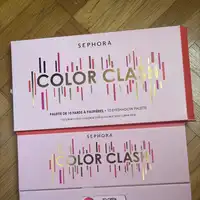 SEPHORA
COLOR CLASH
PALETTE DE 10 FARDS À PAUPIÈRES • 10 EYESHADOW PALETTE
SEPHORA
COLOR CLASH